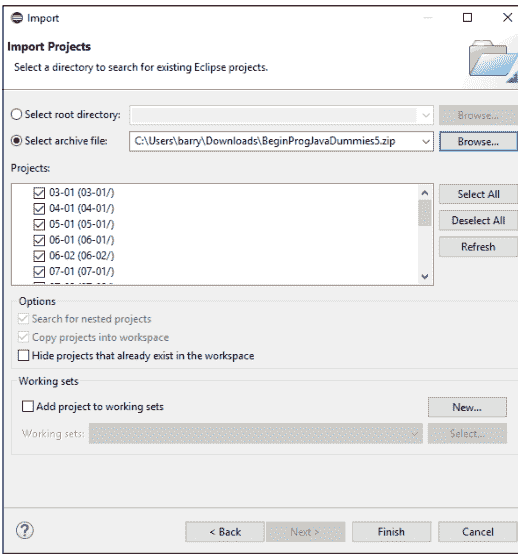 Import
Import Projects
Select a directory to search for existing Eclipse projects.
Select root directory: Browse...
Select archive file: C:\Users\barry\Downloads\BeginProgJavaDummies5.zip Browse...
Projects:
03-01 (03-01/) Select All
04-01 (04-01/)
05-01 (05-01/) Deselect All
06-01 (06-01/)
06-02 (06-02/) Refresh
07-01 (07-01/)
Options
Search for nested projects
Copy projects into workspace
Hide projects that already exist in the workspace
Working sets
Add project to working sets New...
Working sets: Select...
? < Back Next > Finish Cancel